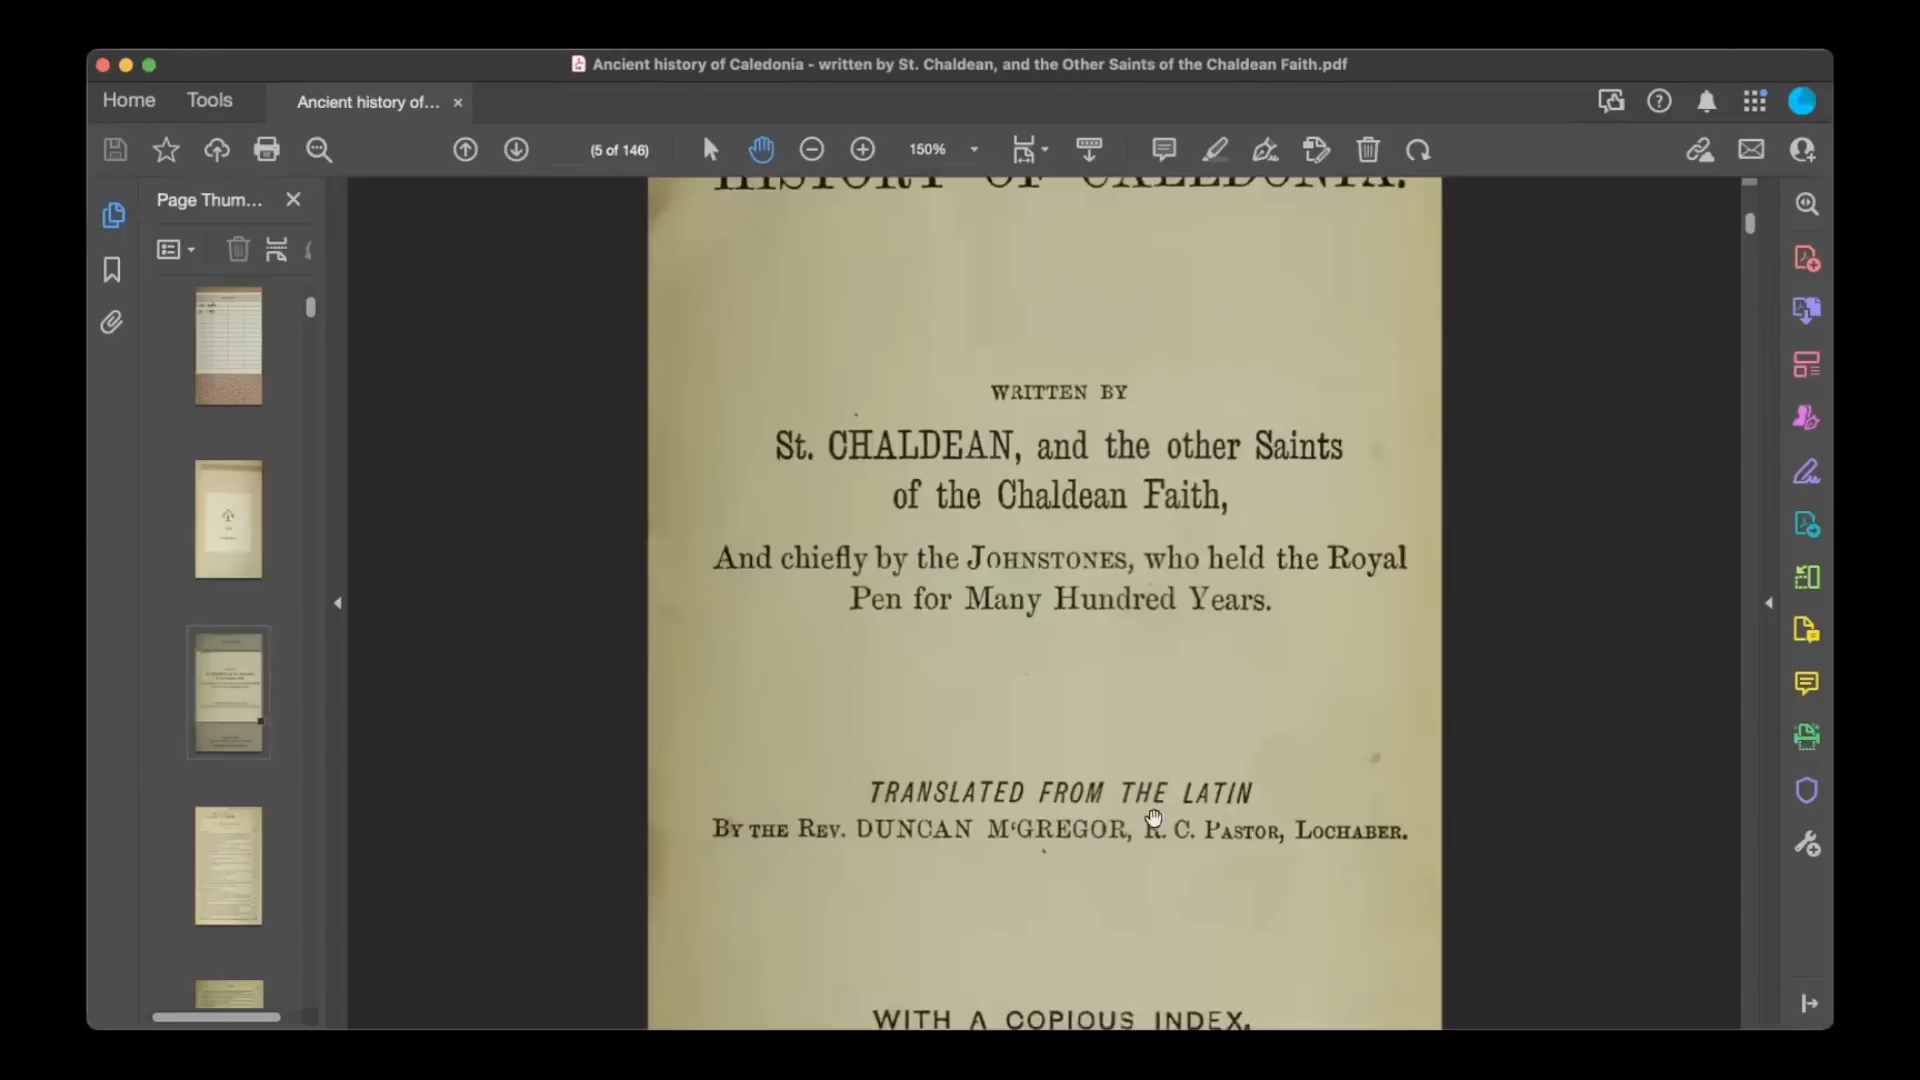 Ancient history of Caledonia - written by St. Chaldean, and the Other Saints of the Chaldean Faith.pdf
Home
Tools
Ancient history of...
(5 of 146)
150%
Page Thum...
HISTORY OF CALEDONIA.
WRITTEN BY
St. CHALDEAN, and the other Saints
of the Chaldean Faith,
And chiefly by the JOHNSTONES, who held the Royal
Pen for Many Hundred Years.
TRANSLATED FROM THE LATIN
BY THE REV. DUNCAN M‘GREGOR, R. C. PASTOR, LOCHABER.
WITH A COPIOUS INDEX.